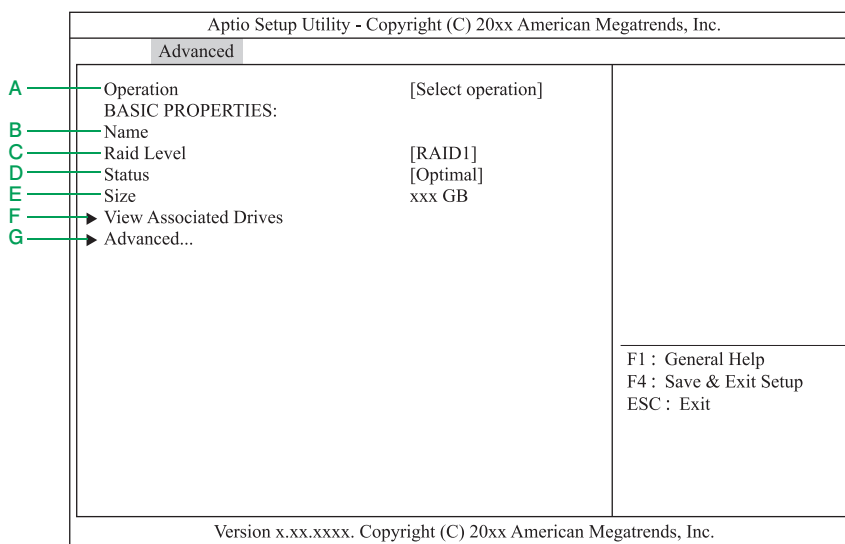 Aptio Setup Utility - Copyright (C) 20xx American Megatrends, Inc.
Advanced
A Operation [Select operation]
BASIC PROPERTIES:
B Name
C Raid Level [RAID1]
D Status [Optimal]
E Size xxx GB
F ▶ View Associated Drives
G ▶ Advanced...
F1 : General Help
F4 : Save & Exit Setup
ESC : Exit
Version x.xx.xxxx. Copyright (C) 20xx American Megatrends, Inc.